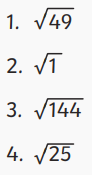 1. √49
2. √1
3. √144
4. √25